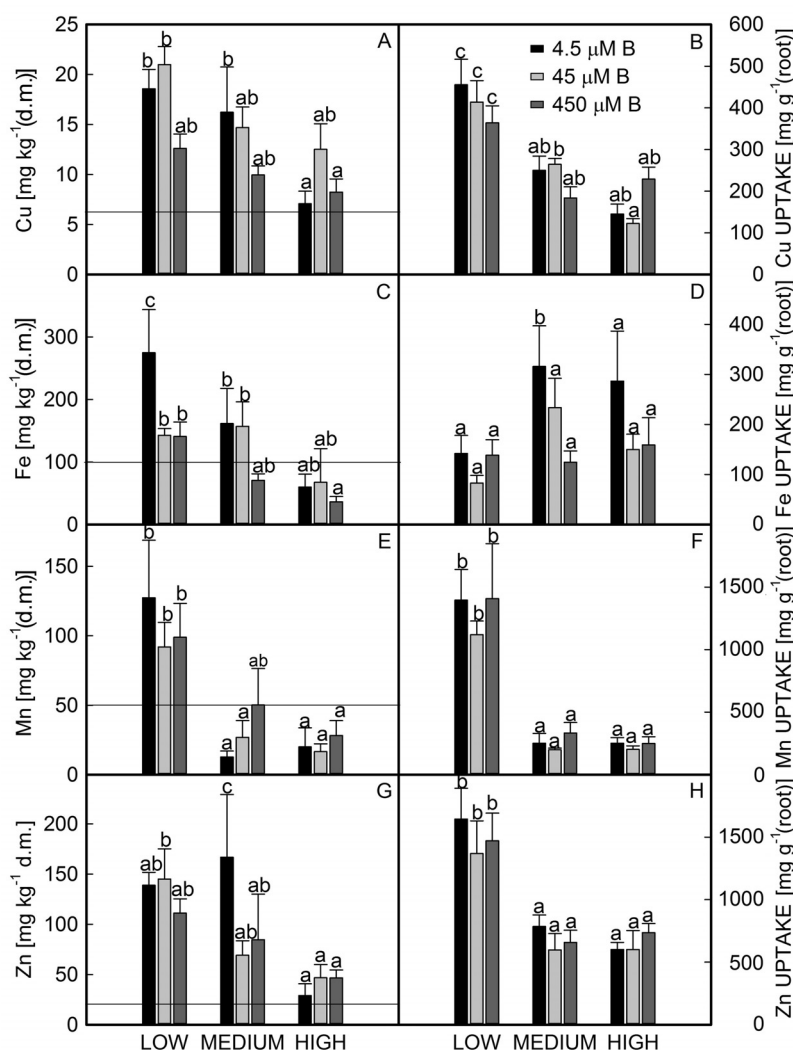 A
Cu [mg kg⁻¹(d.m.)]
25
20
15
10
5
0
b
b
ab
b
ab
ab
a
ab
a
B
4.5 µM B
45 µM B
450 µM B
c
c
c
ab
b
ab
ab
a
ab
600
500
400
300
200
100
0
Cu UPTAKE [mg g⁻¹(root)]
C
Fe [mg kg⁻¹(d.m.)]
300
200
100
0
c
b
b
b
b
ab
ab
ab
a
D
a
a
a
b
a
a
a
a
a
400
300
200
100
0
Fe UPTAKE [mg g⁻¹(root)]
E
Mn [mg kg⁻¹(d.m.)]
150
100
50
0
b
b
b
a
a
ab
a
a
a
F
b
b
b
a
a
a
a
a
a
1500
1000
500
0
Mn UPTAKE [mg g⁻¹(root)]
G
Zn [mg kg⁻¹ d.m.]
200
150
100
50
0
ab
b
ab
c
ab
ab
a
a
a
H
b
b
b
a
a
a
a
a
a
1500
1000
500
0
Zn UPTAKE [mg g⁻¹(root)]
LOW MEDIUM HIGH
LOW MEDIUM HIGH